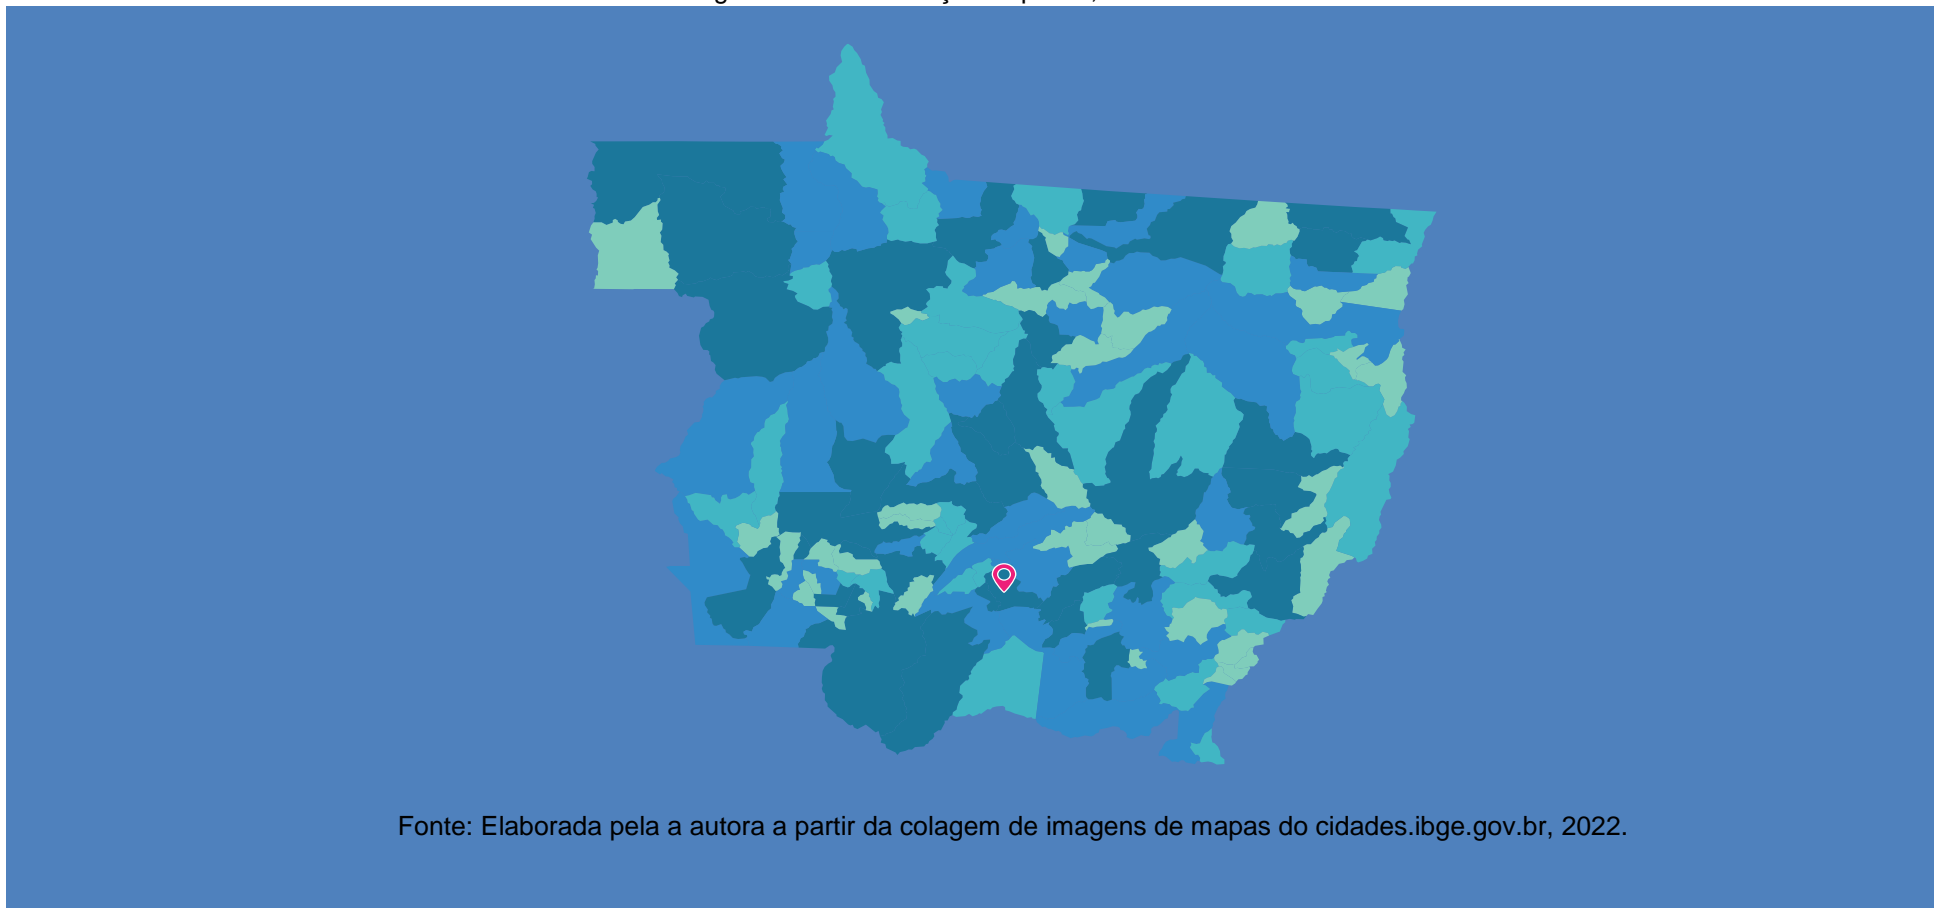 Fonte: Elaborada pela a autora a partir da colagem de imagens de mapas do cidades.ibge.gov.br, 2022.